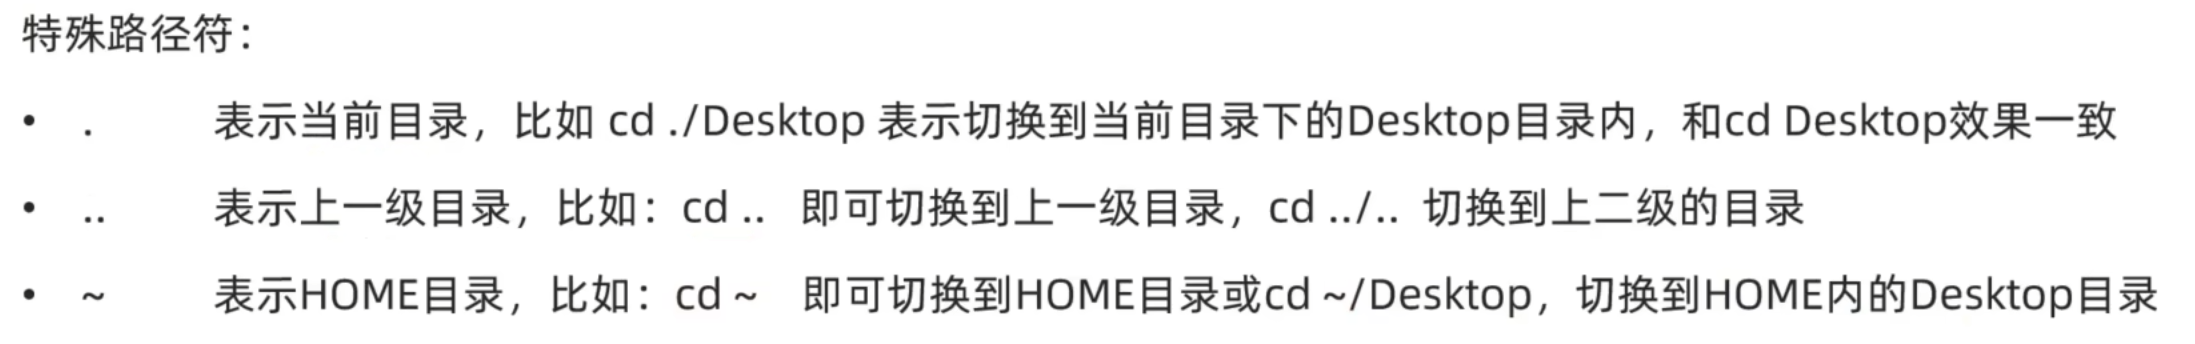 特殊路径符：
• . 表示当前目录，比如 cd ./Desktop 表示切换到当前目录下的Desktop目录内，和cd Desktop效果一致
• .. 表示上一级目录，比如：cd .. 即可切换到上一级目录，cd ../.. 切换到上二级的目录
• ~ 表示HOME目录，比如：cd ~ 即可切换到HOME目录或cd ~/Desktop，切换到HOME内的Desktop目录